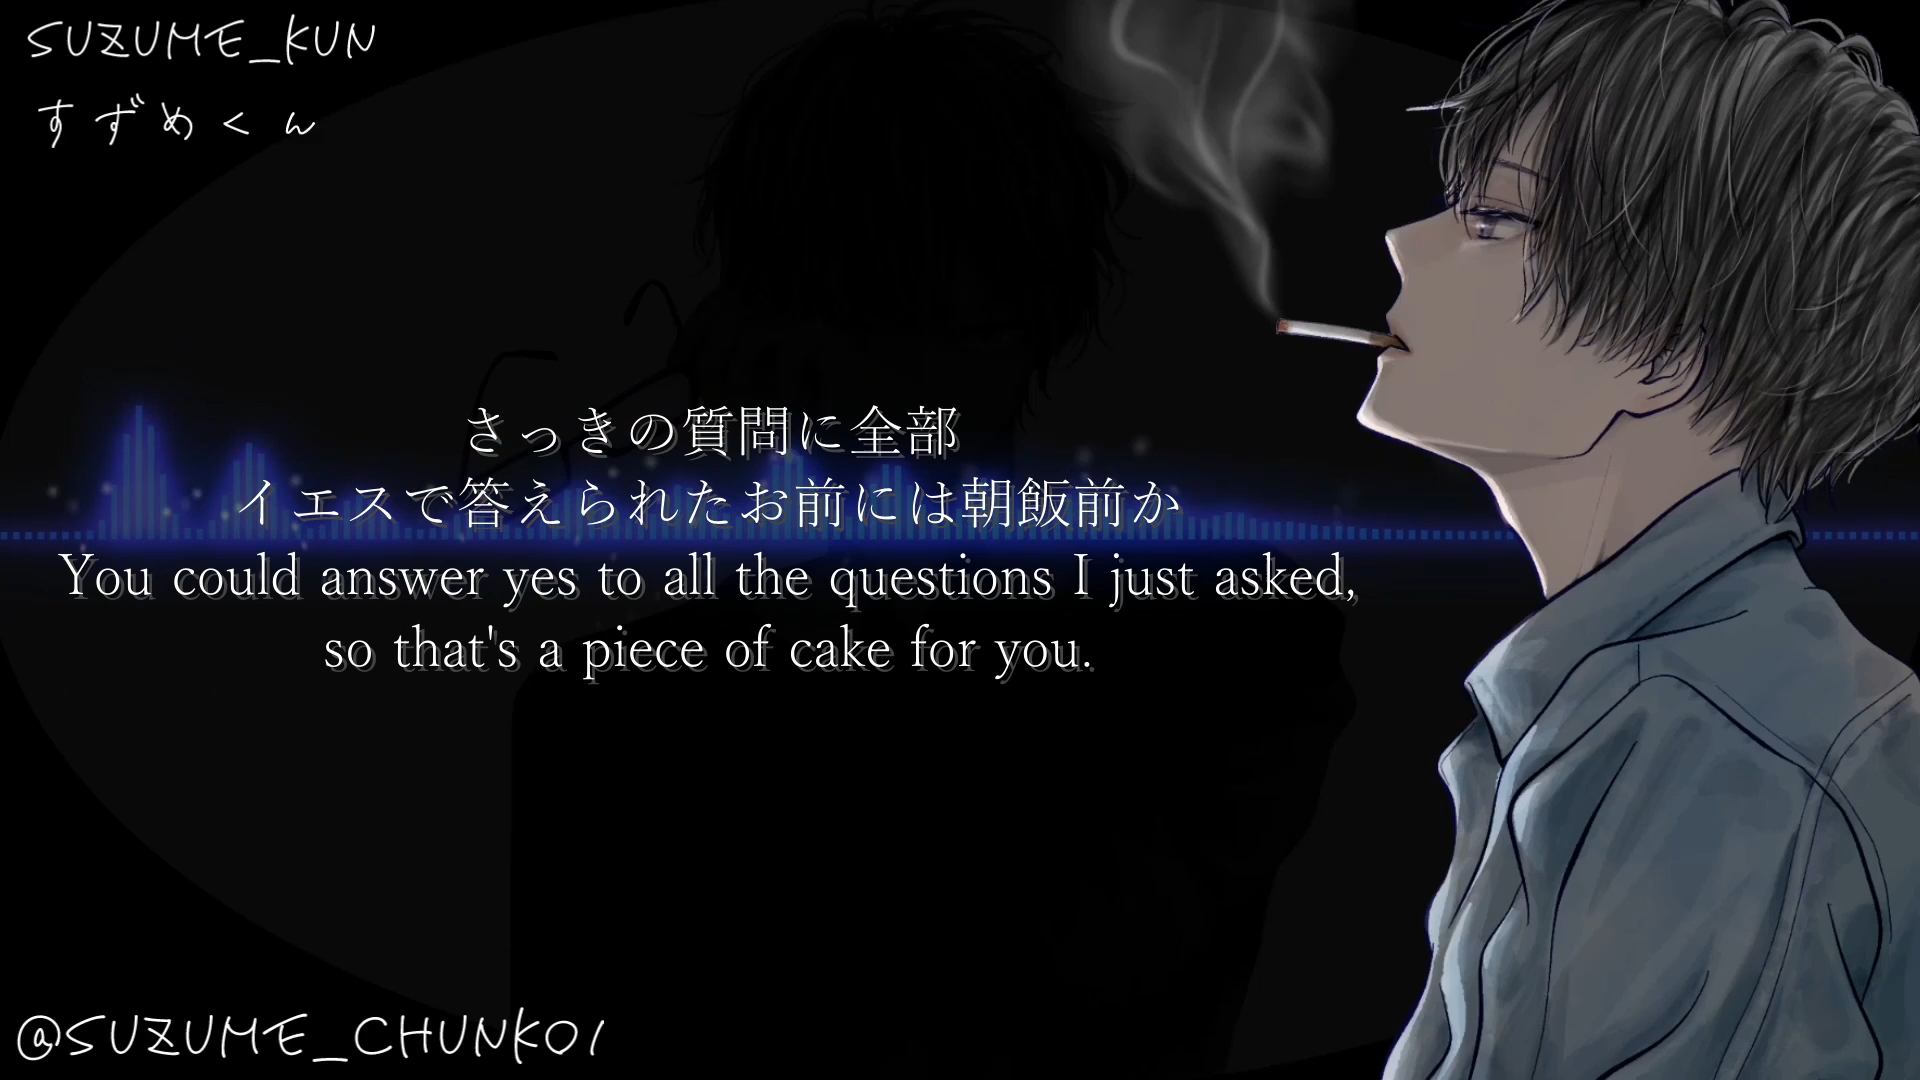 SUZUME_KUN
すずめくん
さっきの質問に全部
イエスで答えられたお前には朝飯前か
You could answer yes to all the questions I just asked,
so that's a piece of cake for you.
@SUZUME_CHUNK01